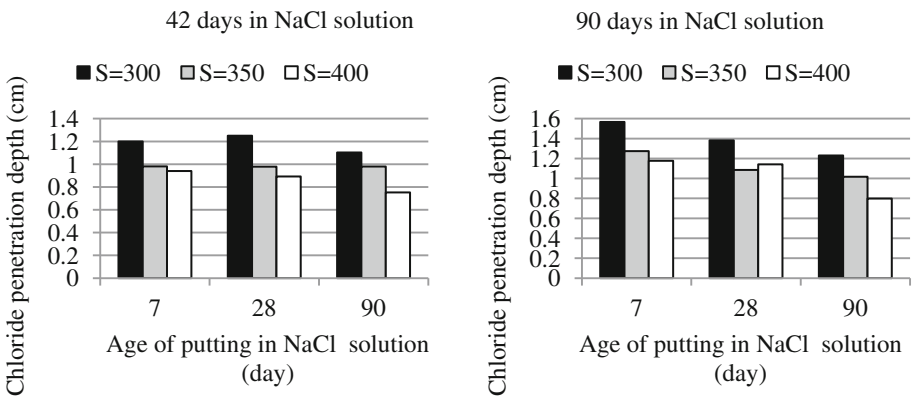 42 days in NaCl solution
S=300 S=350 S=400
Chloride penetration depth (cm)
1.4
1.2
1
0.8
0.6
0.4
0.2
0
7 28 90
Age of putting in NaCl solution
(day)
90 days in NaCl solution
S=300 S=350 S=400
Chloride penetration depth (cm)
1.6
1.4
1.2
1
0.8
0.6
0.4
0.2
0
7 28 90
Age of putting in NaCl solution
(day)